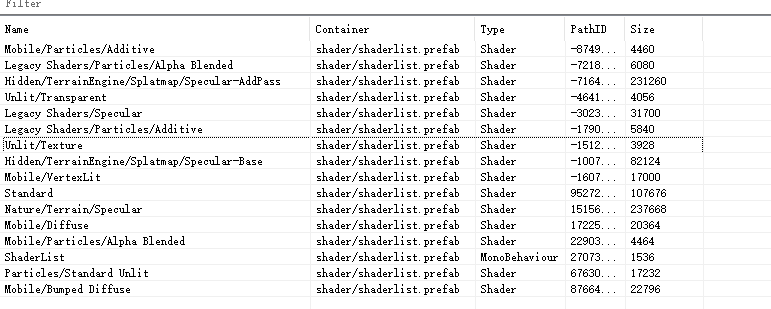 Filter
Name Container Type PathID Size
Mobile/Particles/Additive shader/shaderlist.prefab Shader -8749... 4460
Legacy Shaders/Particles/Alpha Blended shader/shaderlist.prefab Shader -7218... 6080
Hidden/TerrainEngine/Splatmap/Specular-AddPass shader/shaderlist.prefab Shader -7164... 231260
Unlit/Transparent shader/shaderlist.prefab Shader -4641... 4056
Legacy Shaders/Specular shader/shaderlist.prefab Shader -3023... 31700
Legacy Shaders/Particles/Additive shader/shaderlist.prefab Shader -1790... 5840
Unlit/Texture shader/shaderlist.prefab Shader -1512... 3928
Hidden/TerrainEngine/Splatmap/Specular-Base shader/shaderlist.prefab Shader -1007... 82124
Mobile/VertexLit shader/shaderlist.prefab Shader -1607... 17000
Standard shader/shaderlist.prefab Shader 95272... 107676
Nature/Terrain/Specular shader/shaderlist.prefab Shader 15156... 237668
Mobile/Diffuse shader/shaderlist.prefab Shader 17225... 20364
Mobile/Particles/Alpha Blended shader/shaderlist.prefab Shader 22903... 4464
ShaderList shader/shaderlist.prefab MonoBehaviour 27073... 1536
Particles/Standard Unlit shader/shaderlist.prefab Shader 67630... 17232
Mobile/Bumped Diffuse shader/shaderlist.prefab Shader 87664... 22796